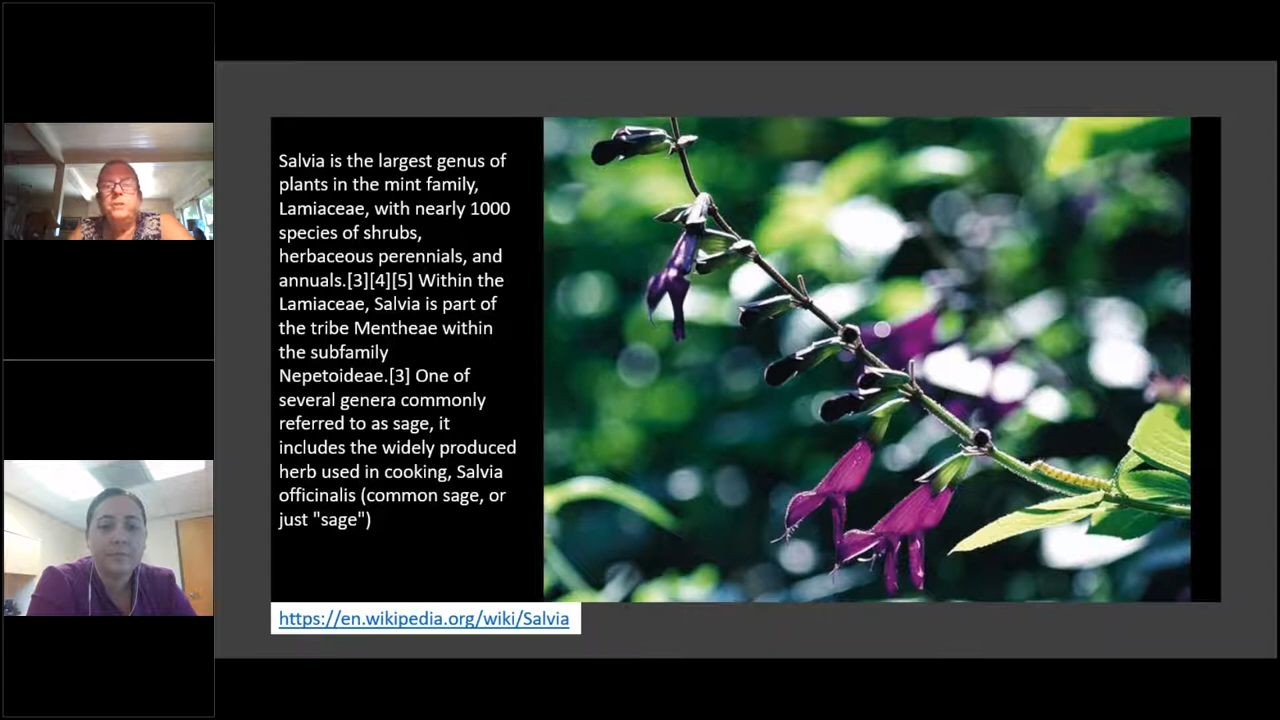 Salvia is the largest genus of
plants in the mint family,
Lamiaceae, with nearly 1000
species of shrubs,
herbaceous perennials, and
annuals.[3][4][5] Within the
Lamiaceae, Salvia is part of
the tribe Mentheae within
the subfamily
Nepetoideae.[3] One of
several genera commonly
referred to as sage, it
includes the widely produced
herb used in cooking, Salvia
officinalis (common sage, or
just "sage")
https://en.wikipedia.org/wiki/Salvia